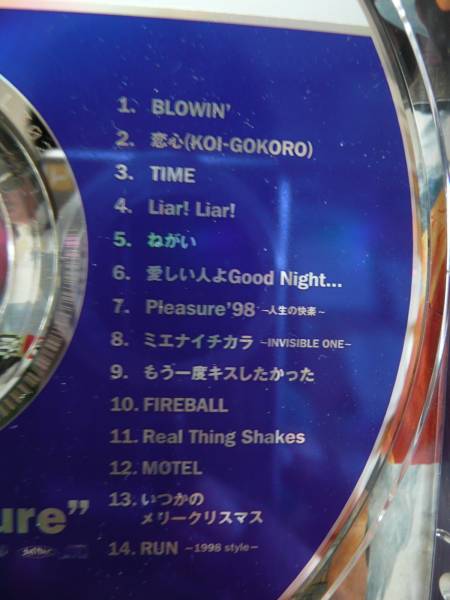 1. BLOWIN'
2. 恋心(KOI-GOKORO)
3. TIME
4. Liar! Liar!
5. ねがい
6. 愛しい人よGood Night...
7. Pleasure'98 ~人生の快楽~
8. ミエナイチカラ ~INVISIBLE ONE~
9. もう一度キスしたかった
10. FIREBALL
11. Real Thing Shakes
12. MOTEL
13. いつかの
メリークリスマス
14. RUN ~1998 style~
ure"